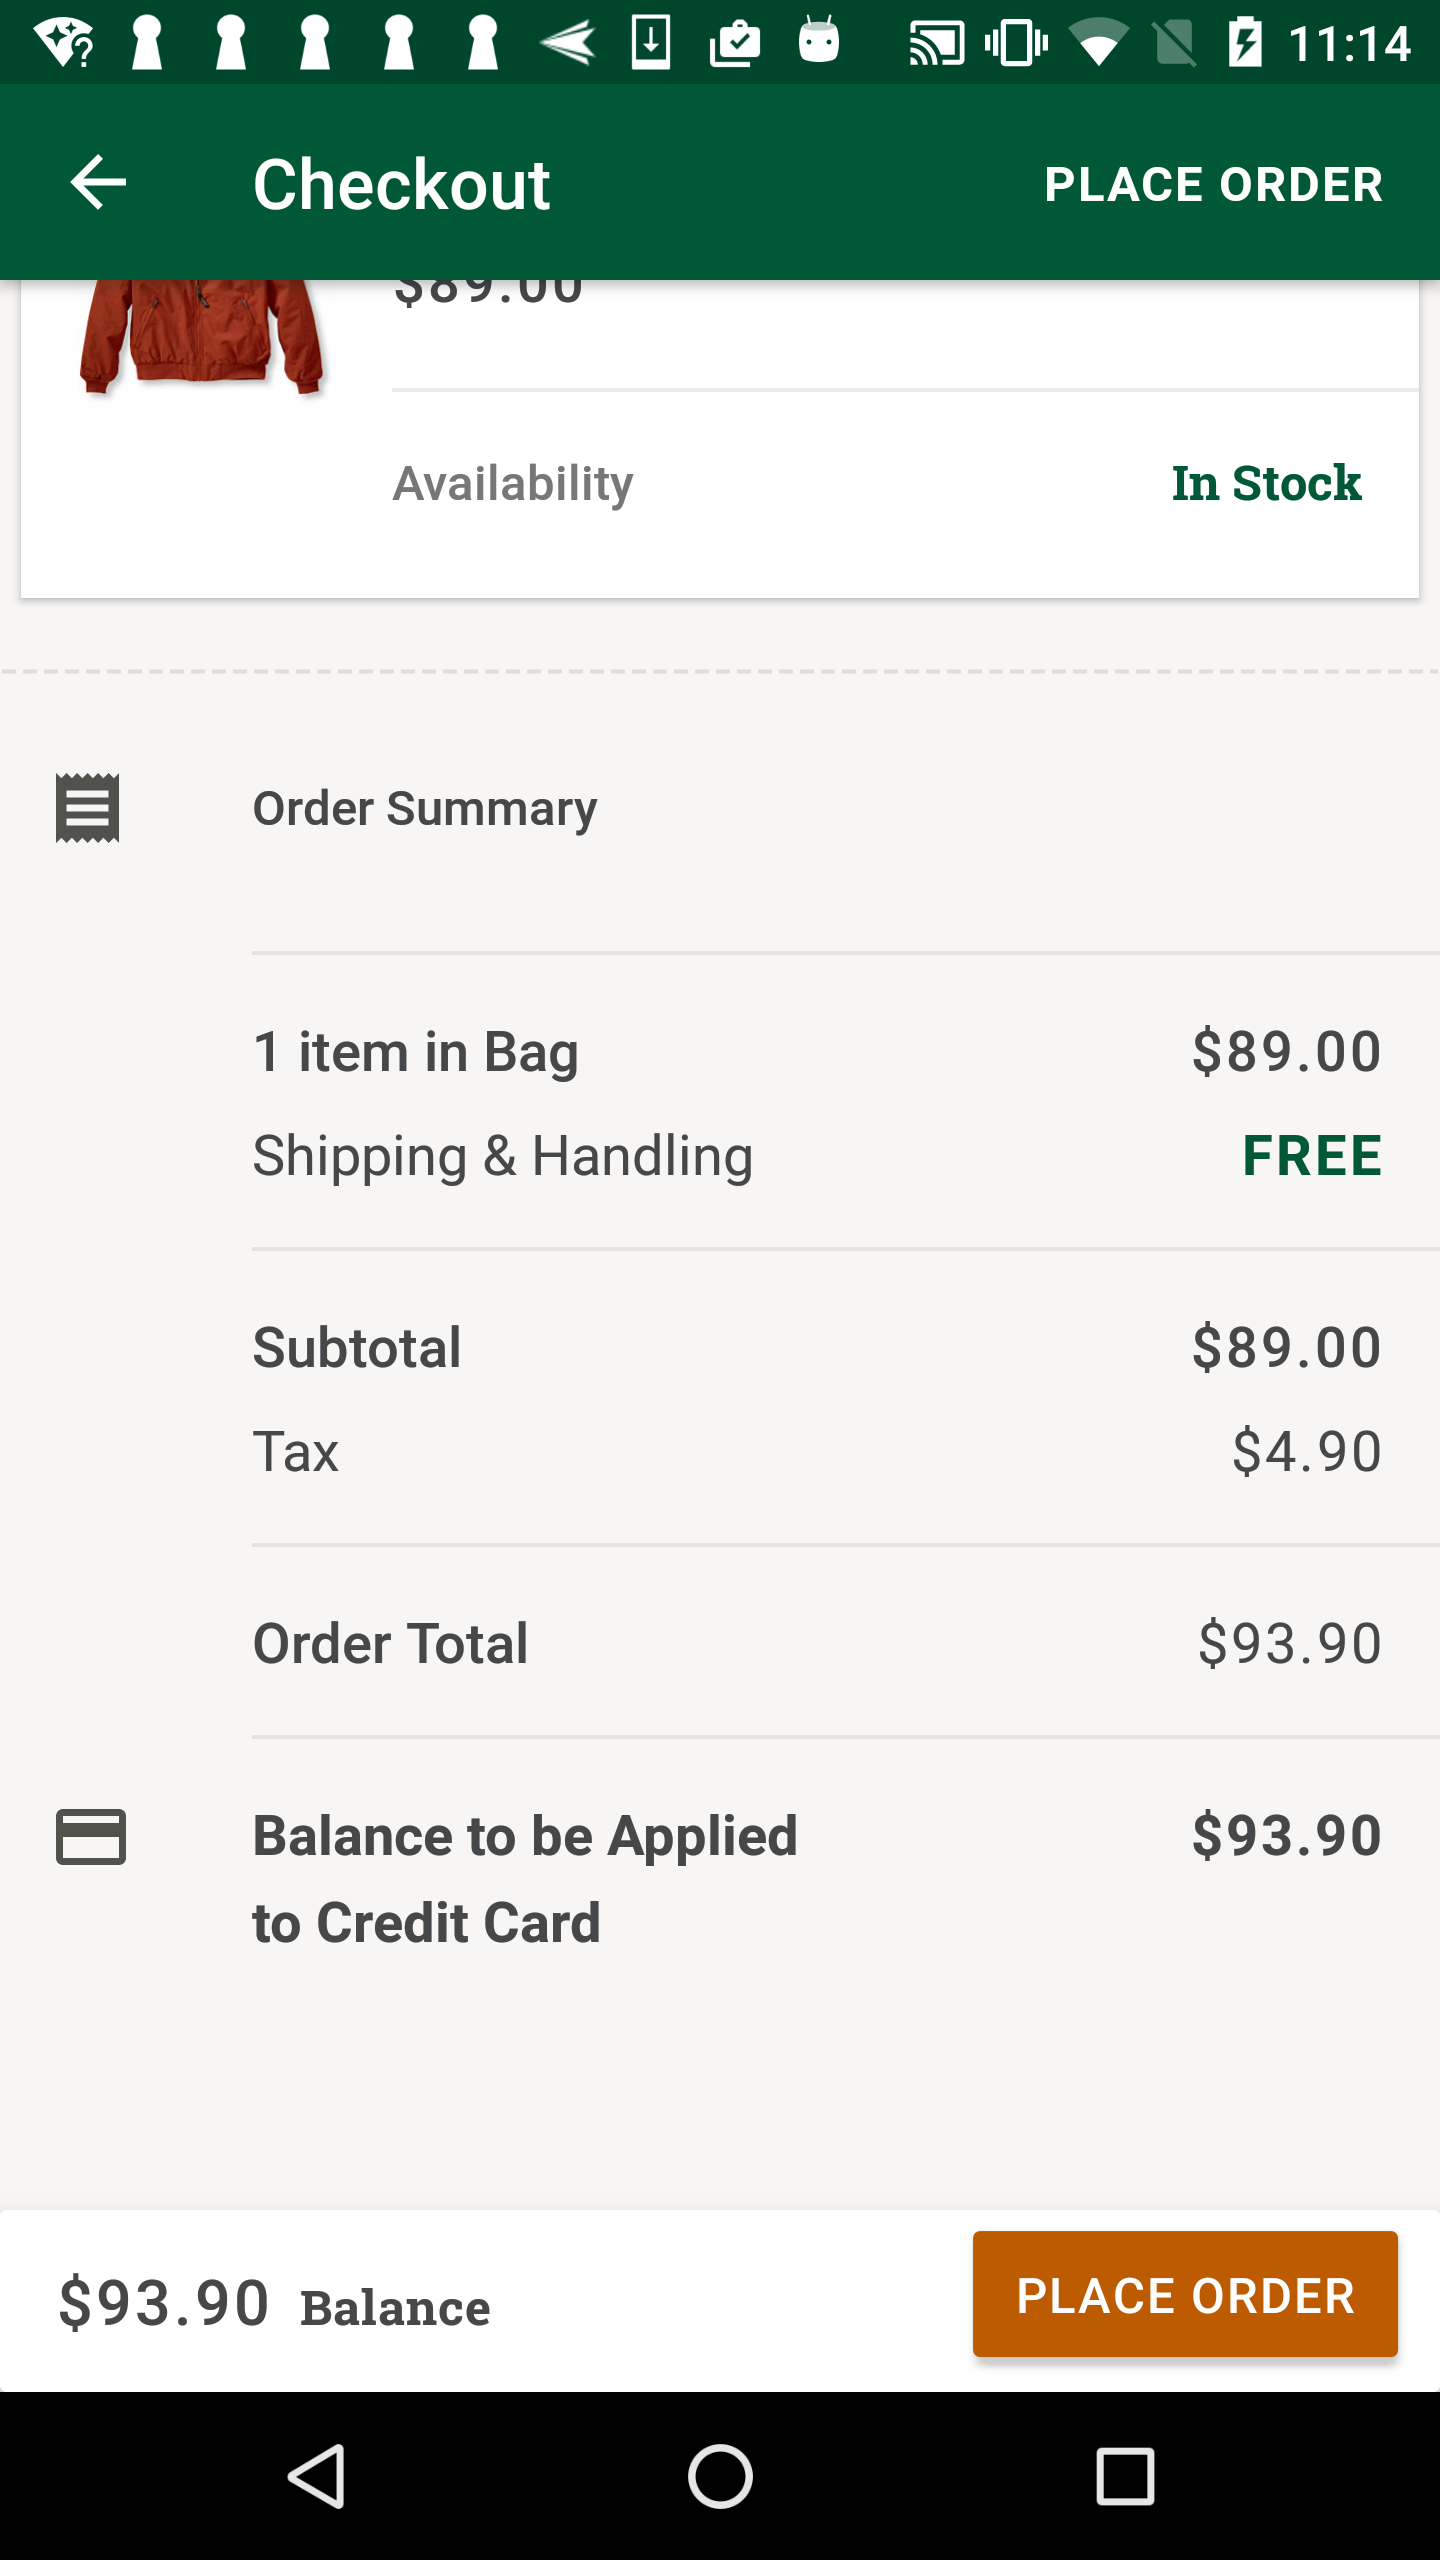 11:14
Checkout
PLACE ORDER
$89.00
Availability
In Stock
Order Summary
1 item in Bag
$89.00
Shipping & Handling
FREE
Subtotal
$89.00
Tax
$4.90
Order Total
$93.90
Balance to be Applied
$93.90
to Credit Card
$93.90 Balance
PLACE ORDER